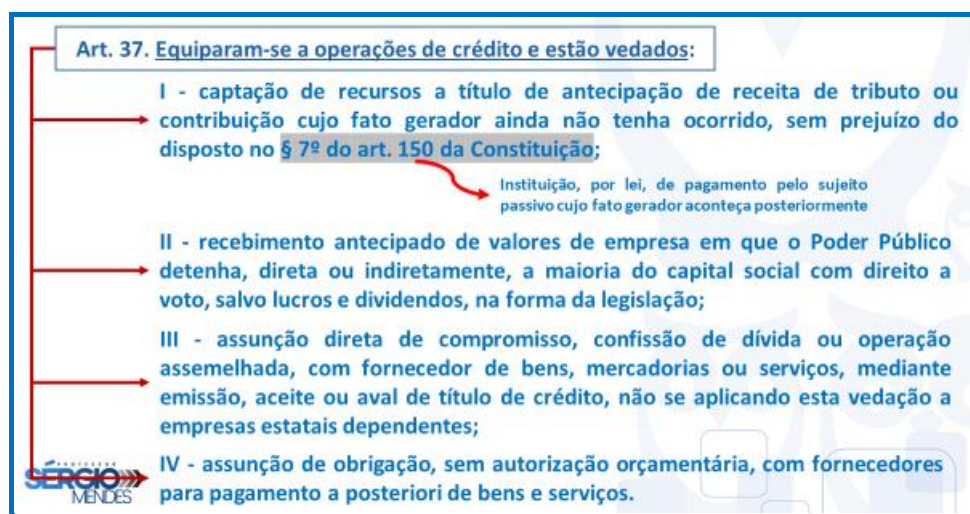 Art. 37. Equiparam-se a operações de crédito e estão vedados:
I - captação de recursos a título de antecipação de receita de tributo ou
contribuição cujo fato gerador ainda não tenha ocorrido, sem prejuízo do
disposto no § 7º do art. 150 da Constituição;
Instituição, por lei, de pagamento pelo sujeito
passivo cujo fato gerador aconteça posteriormente
II - recebimento antecipado de valores de empresa em que o Poder Público
detenha, direta ou indiretamente, a maioria do capital social com direito a
voto, salvo lucros e dividendos, na forma da legislação;
III - assunção direta de compromisso, confissão de dívida ou operação
assemelhada, com fornecedor de bens, mercadorias ou serviços, mediante
emissão, aceite ou aval de título de crédito, não se aplicando esta vedação a
empresas estatais dependentes;
IV - assunção de obrigação, sem autorização orçamentária, com fornecedores
para pagamento a posteriori de bens e serviços.
PROFESSOR
SÉRGIO
MENDES